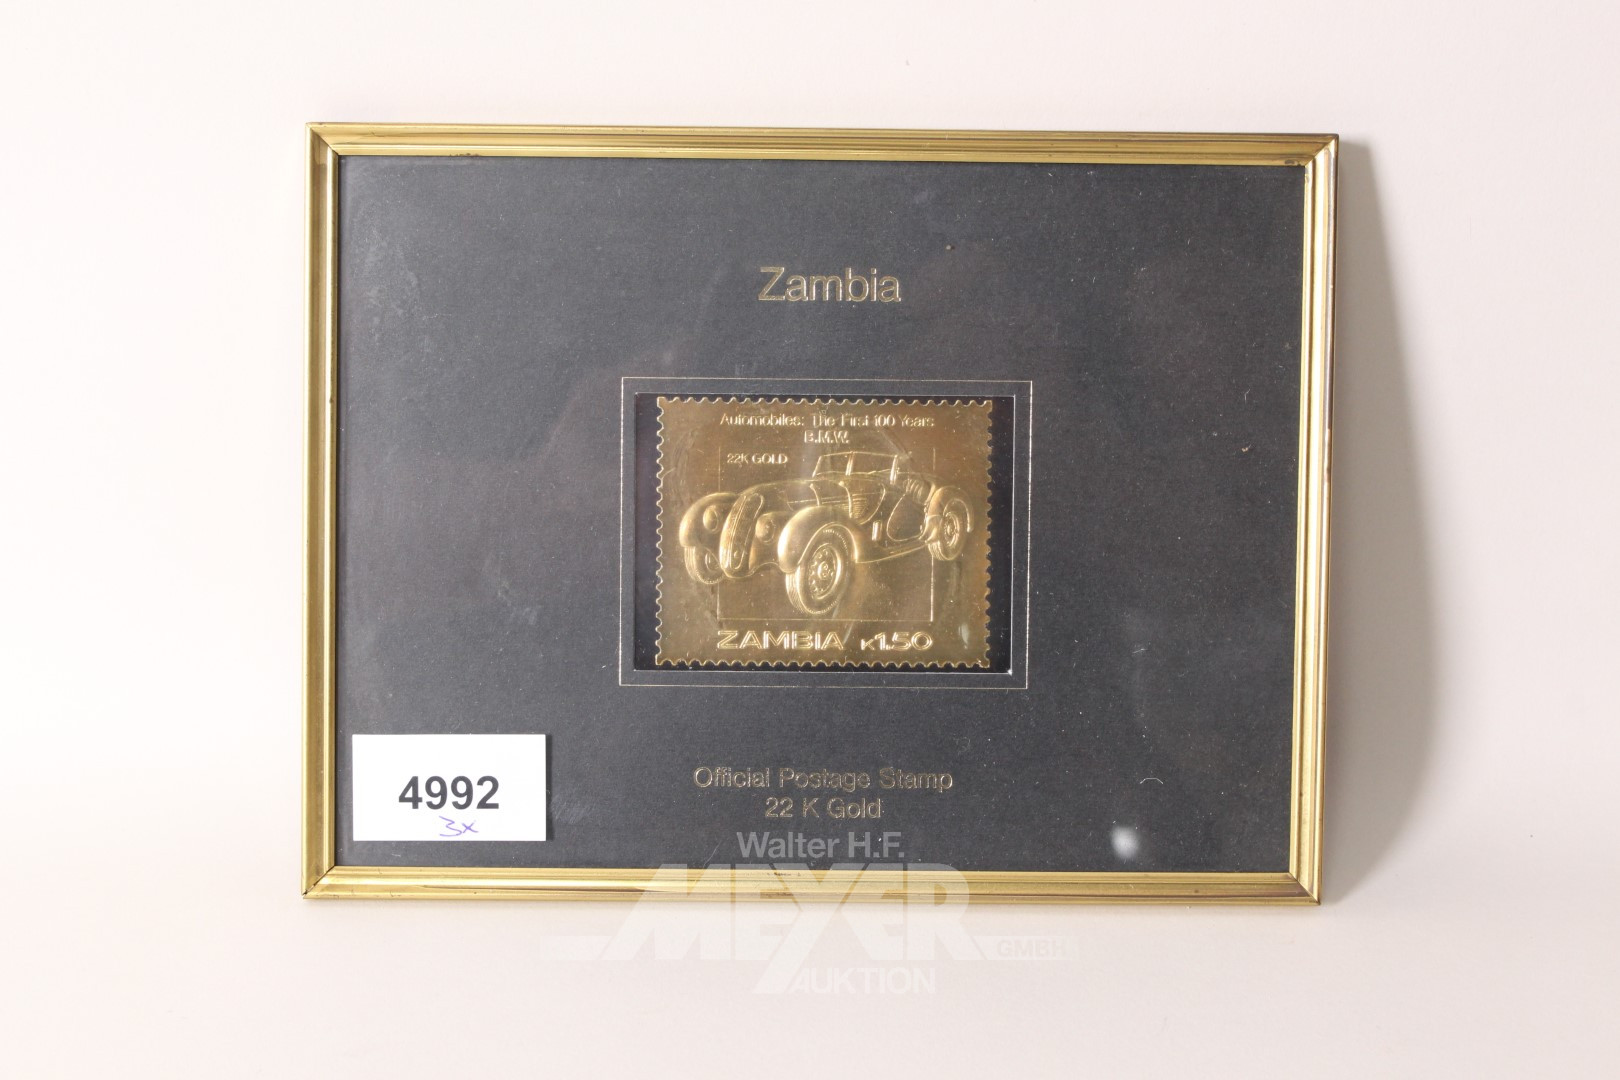 Zambia
Automobiles: The First 100 Years
B.M.W.
22K GOLD
ZAMBIA K1.50
Official Postage Stamp
22 K Gold
4992
3x
Walter H.F.
MEYER
GMBH
AUKTION